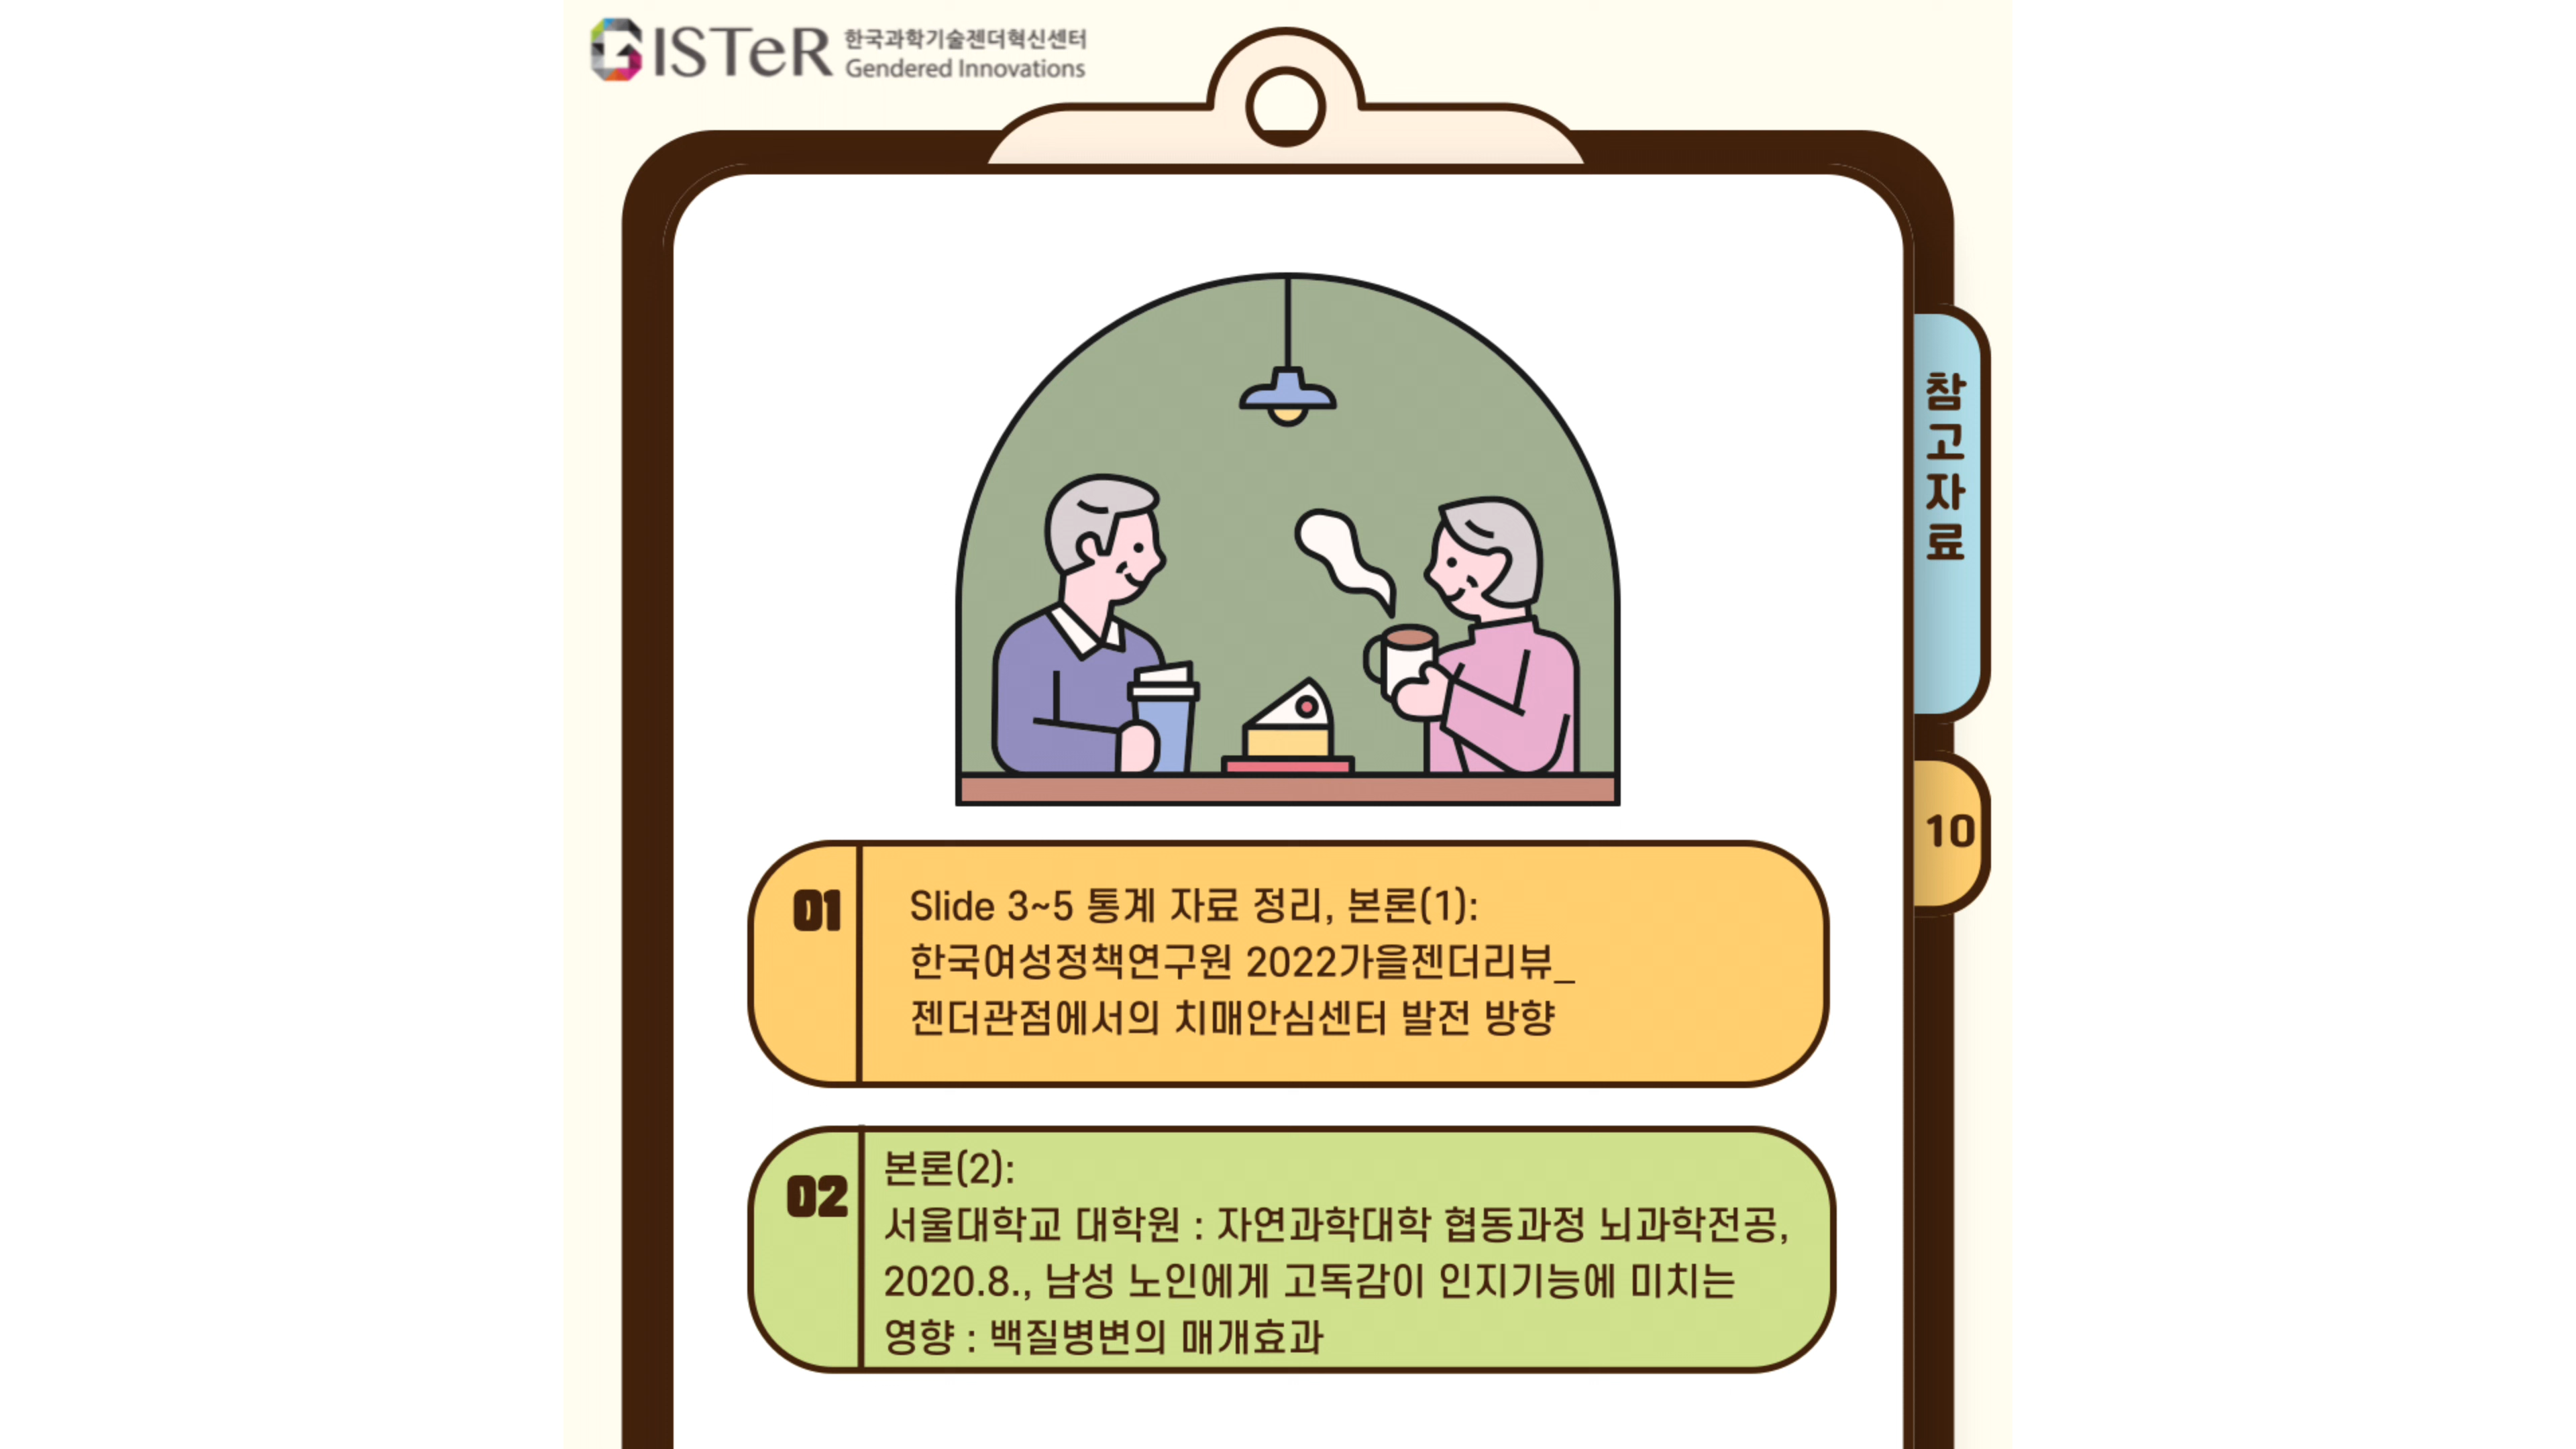 GISTeR 한국과학기술젠더혁신센터
Gendered Innovations
참고자료
10
01
Slide 3~5 통계 자료 정리, 본론(1):
한국여성정책연구원 2022가을젠더리뷰_
젠더관점에서의 치매안심센터 발전 방향
02
본론(2):
서울대학교 대학원 : 자연과학대학 협동과정 뇌과학전공,
2020.8., 남성 노인에게 고독감이 인지기능에 미치는
영향 : 백질병변의 매개효과